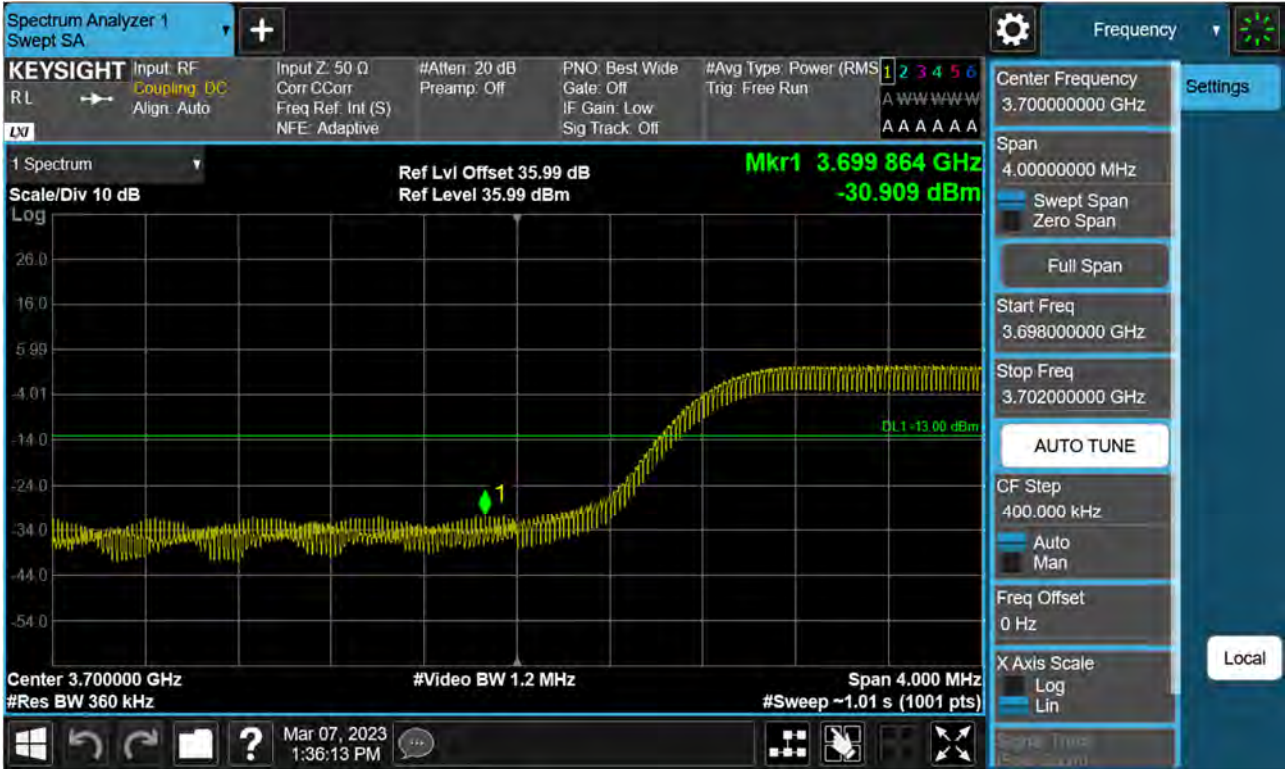 Spectrum Analyzer 1
Swept SA
+
Frequency
KEYSIGHT
R L
LXI
Input: RF
Coupling: DC
Align: Auto
Input Z: 50 Ω
Corr CCorr
Freq Ref: Int (S)
NFE: Adaptive
#Atten: 20 dB
Preamp: Off
PNO: Best Wide
Gate: Off
IF Gain: Low
Sig Track: Off
#Avg Type: Power (RMS
Trig: Free Run
1 2 3 4 5 6
A W W W W W
A A A A A A
1 Spectrum
Scale/Div 10 dB
Ref Lvl Offset 35.99 dB
Ref Level 35.99 dBm
Mkr1 3.699 864 GHz
-30.909 dBm
Log
26.0
16.0
5.99
-4.01
-14.0
-24.0
-34.0
-44.0
-54.0
DL1 -13.00 dBm
1
Center 3.700000 GHz
#Res BW 360 kHz
#Video BW 1.2 MHz
Span 4.000 MHz
#Sweep ~1.01 s (1001 pts)
Center Frequency
3.700000000 GHz
Settings
Span
4.00000000 MHz
Swept Span
Zero Span
Full Span
Start Freq
3.698000000 GHz
Stop Freq
3.702000000 GHz
AUTO TUNE
CF Step
400.000 kHz
Auto
Man
Freq Offset
0 Hz
X Axis Scale
Log
Lin
Local
?
Mar 07, 2023
1:36:13 PM